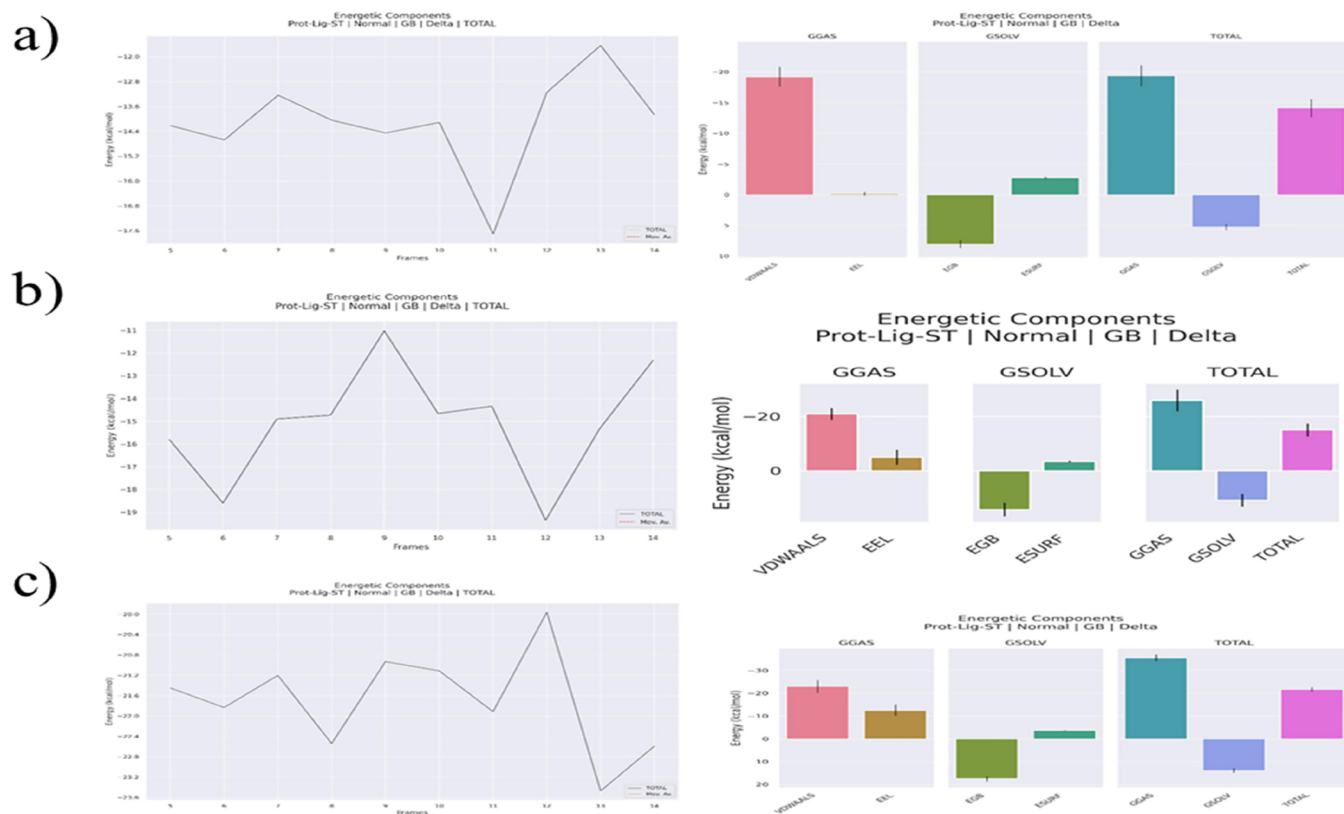 a)
Energetic Components
Prot-Lig-ST | Normal | GB | Delta | TOTAL
Energy (kcal/mol)
−12.0
−12.8
−13.6
−14.4
−15.2
−16.0
−16.8
−17.6
5 6 7 8 9 10 11 12 13 14
Frames
TOTAL
Mov. Av.
Energetic Components
Prot-Lig-ST | Normal | GB | Delta
GGAS GSOLV TOTAL
Energy (kcal/mol)
−20
−15
−10
−5
0
5
10
VDWAALS EEL EGB ESURF GGAS GSOLV TOTAL
b)
Energetic Components
Prot-Lig-ST | Normal | GB | Delta | TOTAL
Energy (kcal/mol)
−11
−12
−13
−14
−15
−16
−17
−18
−19
5 6 7 8 9 10 11 12 13 14
Frames
TOTAL
Mov. Av.
Energetic Components
Prot-Lig-ST | Normal | GB | Delta
GGAS GSOLV TOTAL
Energy (kcal/mol)
−20
0
VDWAALS EEL EGB ESURF GGAS GSOLV TOTAL
c)
Energetic Components
Prot-Lig-ST | Normal | GB | Delta | TOTAL
Energy (kcal/mol)
−20.0
−20.4
−20.8
−21.2
−21.6
−22.0
−22.4
−22.8
−23.2
−23.6
5 6 7 8 9 10 11 12 13 14
Frames
TOTAL
Mov. Av.
Energetic Components
Prot-Lig-ST | Normal | GB | Delta
GGAS GSOLV TOTAL
Energy (kcal/mol)
−30
−20
−10
0
10
20
VDWAALS EEL EGB ESURF GGAS GSOLV TOTAL